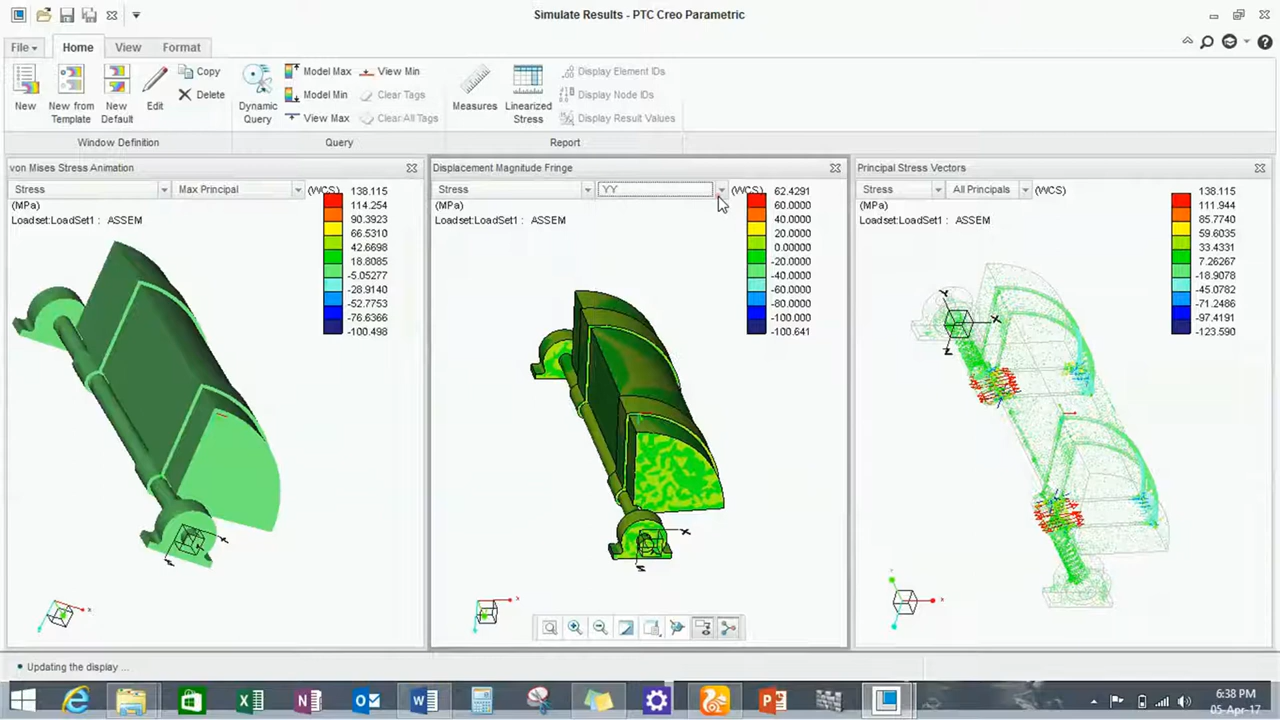 Simulate Results - PTC Creo Parametric
File
Home
View
Format
New
New from Template
New Default
Edit
Copy
Delete
Window Definition
Dynamic Query
Model Max
Model Min
View Max
View Min
Clear Tags
Clear All Tags
Query
Measures
Linearized Stress
Display Element IDs
Display Node IDs
Display Result Values
Report
von Mises Stress Animation
Stress
Max Principal
(WCS)
(MPa)
Loadset:LoadSet1 : ASSEM
138.115
114.254
90.3923
66.5310
42.6698
18.8085
-5.05277
-28.9140
-52.7753
-76.6366
-100.498
X
Displacement Magnitude Fringe
Stress
YY
(WCS)
(MPa)
Loadset:LoadSet1 : ASSEM
62.4291
60.0000
40.0000
20.0000
0.00000
-20.0000
-40.0000
-60.0000
-80.0000
-100.000
-100.641
X
Z
X
Principal Stress Vectors
Stress
All Principals
(WCS)
(MPa)
Loadset:LoadSet1 : ASSEM
138.115
111.944
85.7740
59.6035
33.4331
7.26267
-18.9078
-45.0782
-71.2486
-97.4191
-123.590
Y
X
Z
X
Updating the display ...
6:38 PM
05-Apr-17